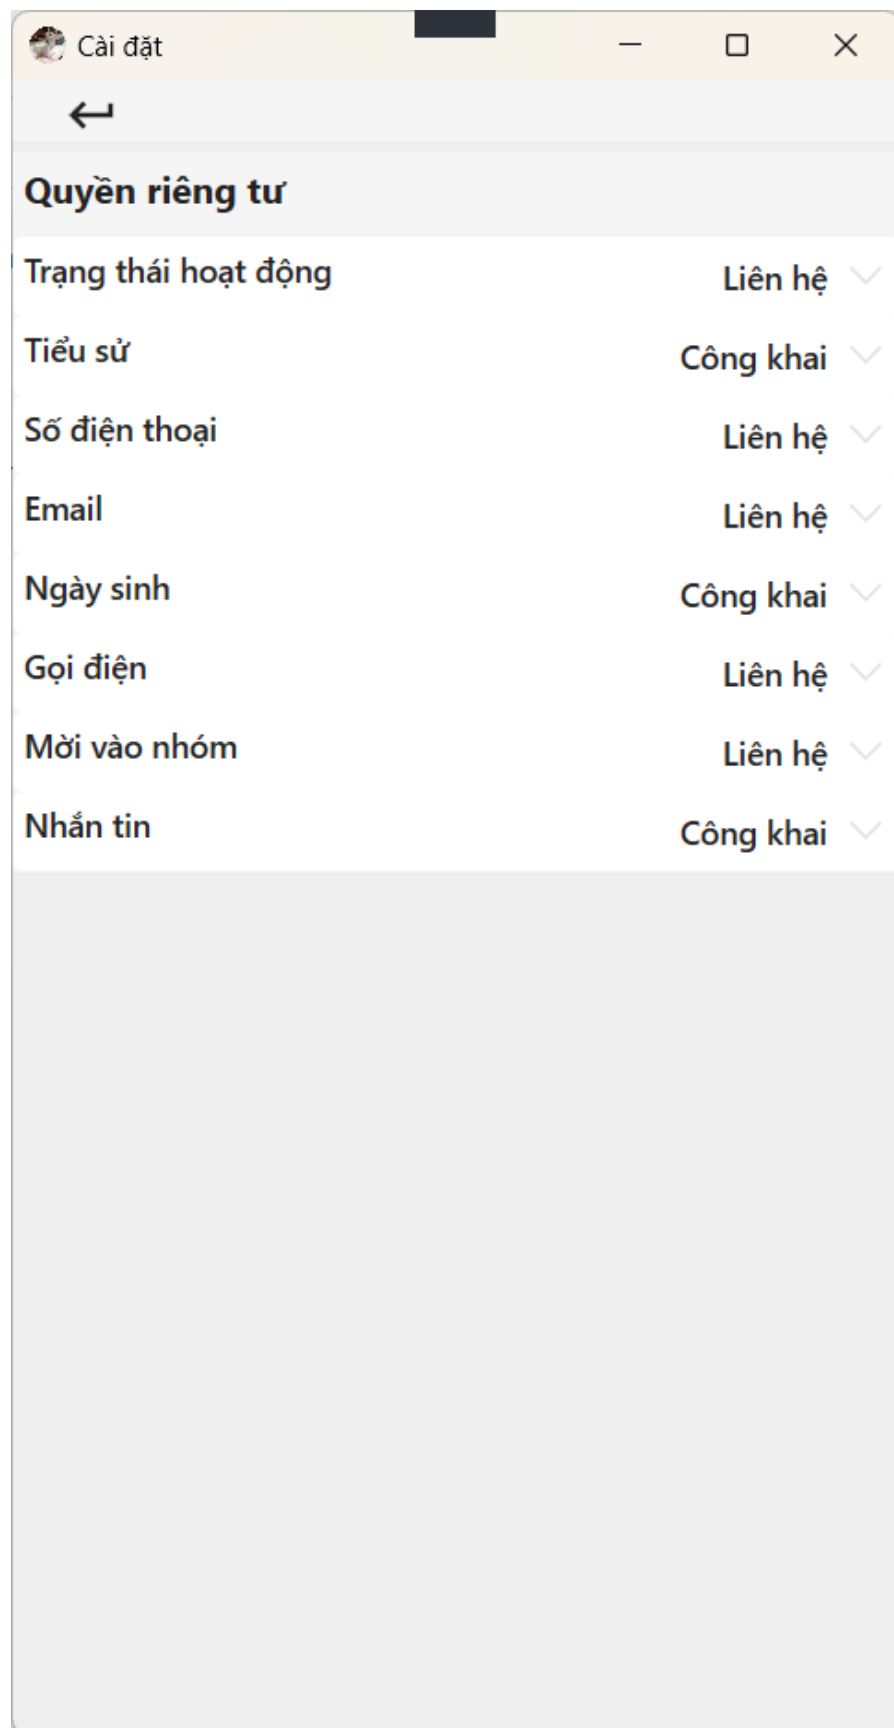 Cài đặt
Quyền riêng tư
Trạng thái hoạt động Liên hệ
Tiểu sử Công khai
Số điện thoại Liên hệ
Email Liên hệ
Ngày sinh Công khai
Gọi điện Liên hệ
Mời vào nhóm Liên hệ
Nhắn tin Công khai